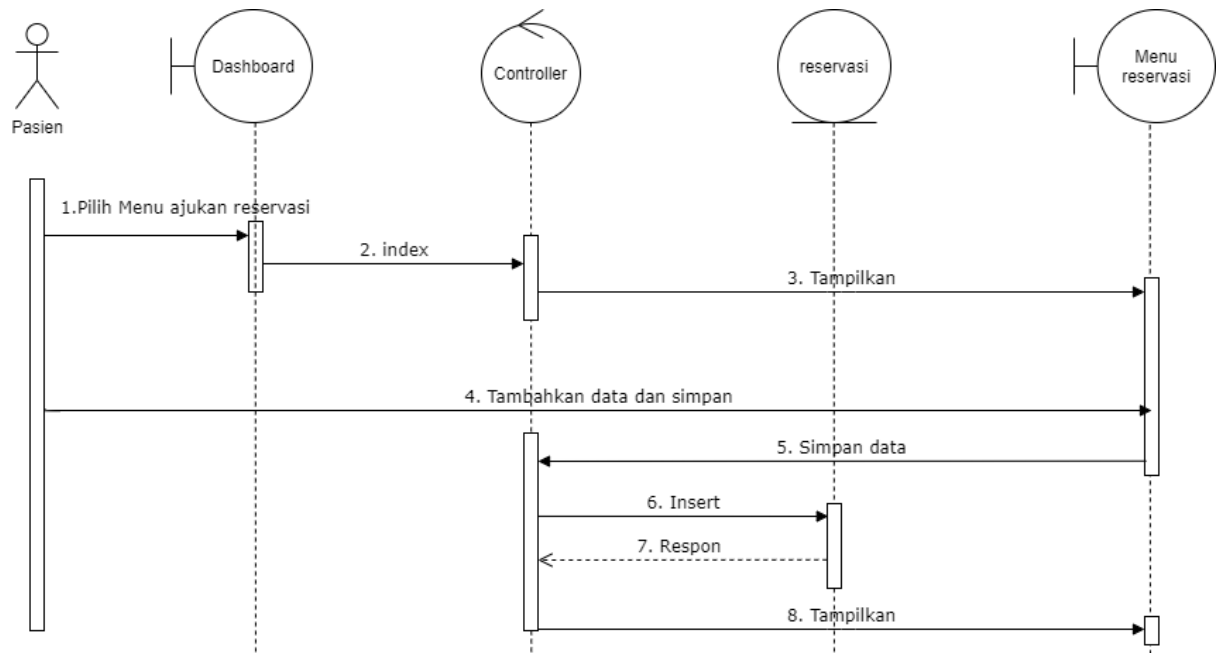 Pasien
Dashboard
Controller
reservasi
Menu
reservasi
1.Pilih Menu ajukan reservasi
2. index
3. Tampilkan
4. Tambahkan data dan simpan
5. Simpan data
6. Insert
7. Respon
8. Tampilkan